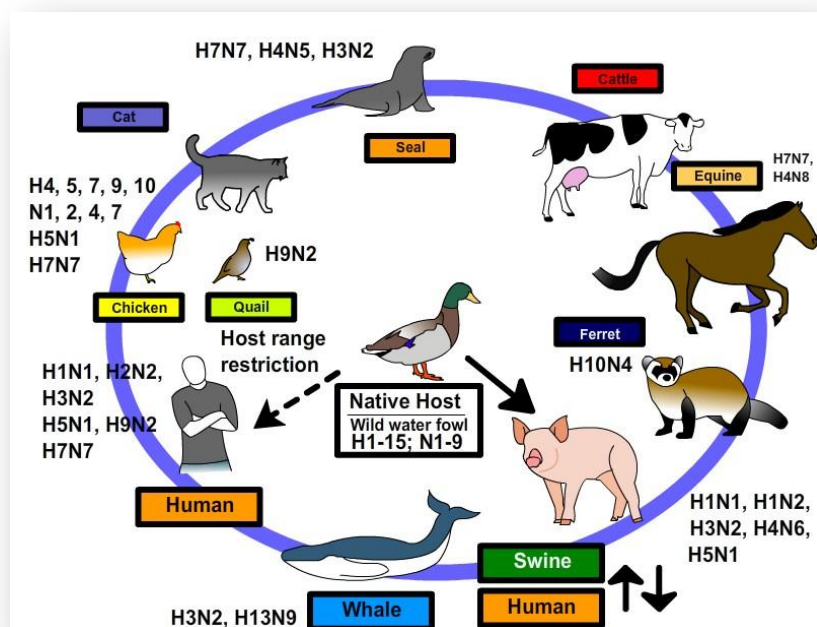 H7N7, H4N5, H3N2
Cattle
Cat
Seal
H7N7,
H4N8
Equine
H4, 5, 7, 9, 10
N1, 2, 4, 7
H5N1
H7N7
H9N2
Chicken
Quail
Ferret
Host range
restriction
H10N4
H1N1, H2N2,
H3N2
H5N1, H9N2
H7N7
Native Host
Wild water fowl
H1-15; N1-9
Human
H1N1, H1N2,
H3N2, H4N6,
H5N1
Swine
Human
Whale
H3N2, H13N9